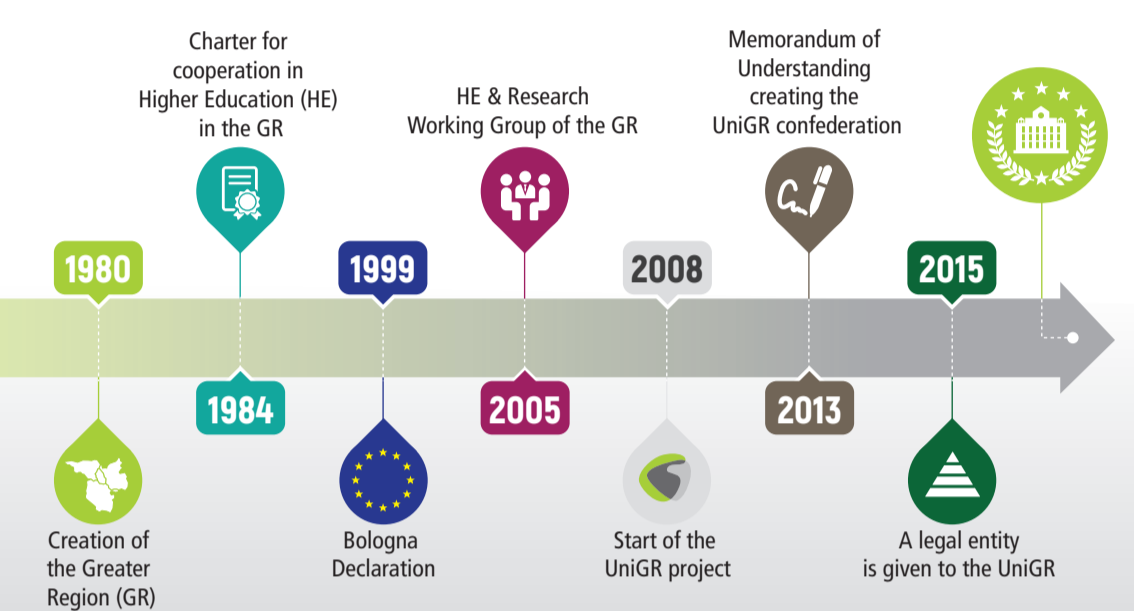 1980
Creation of
the Greater
Region (GR)
Charter for
cooperation in
Higher Education (HE)
in the GR
1984
1999
Bologna
Declaration
HE & Research
Working Group of the GR
2005
2008
Start of the
UniGR project
Memorandum of
Understanding
creating the
UniGR confederation
2013
2015
A legal entity
is given to the UniGR